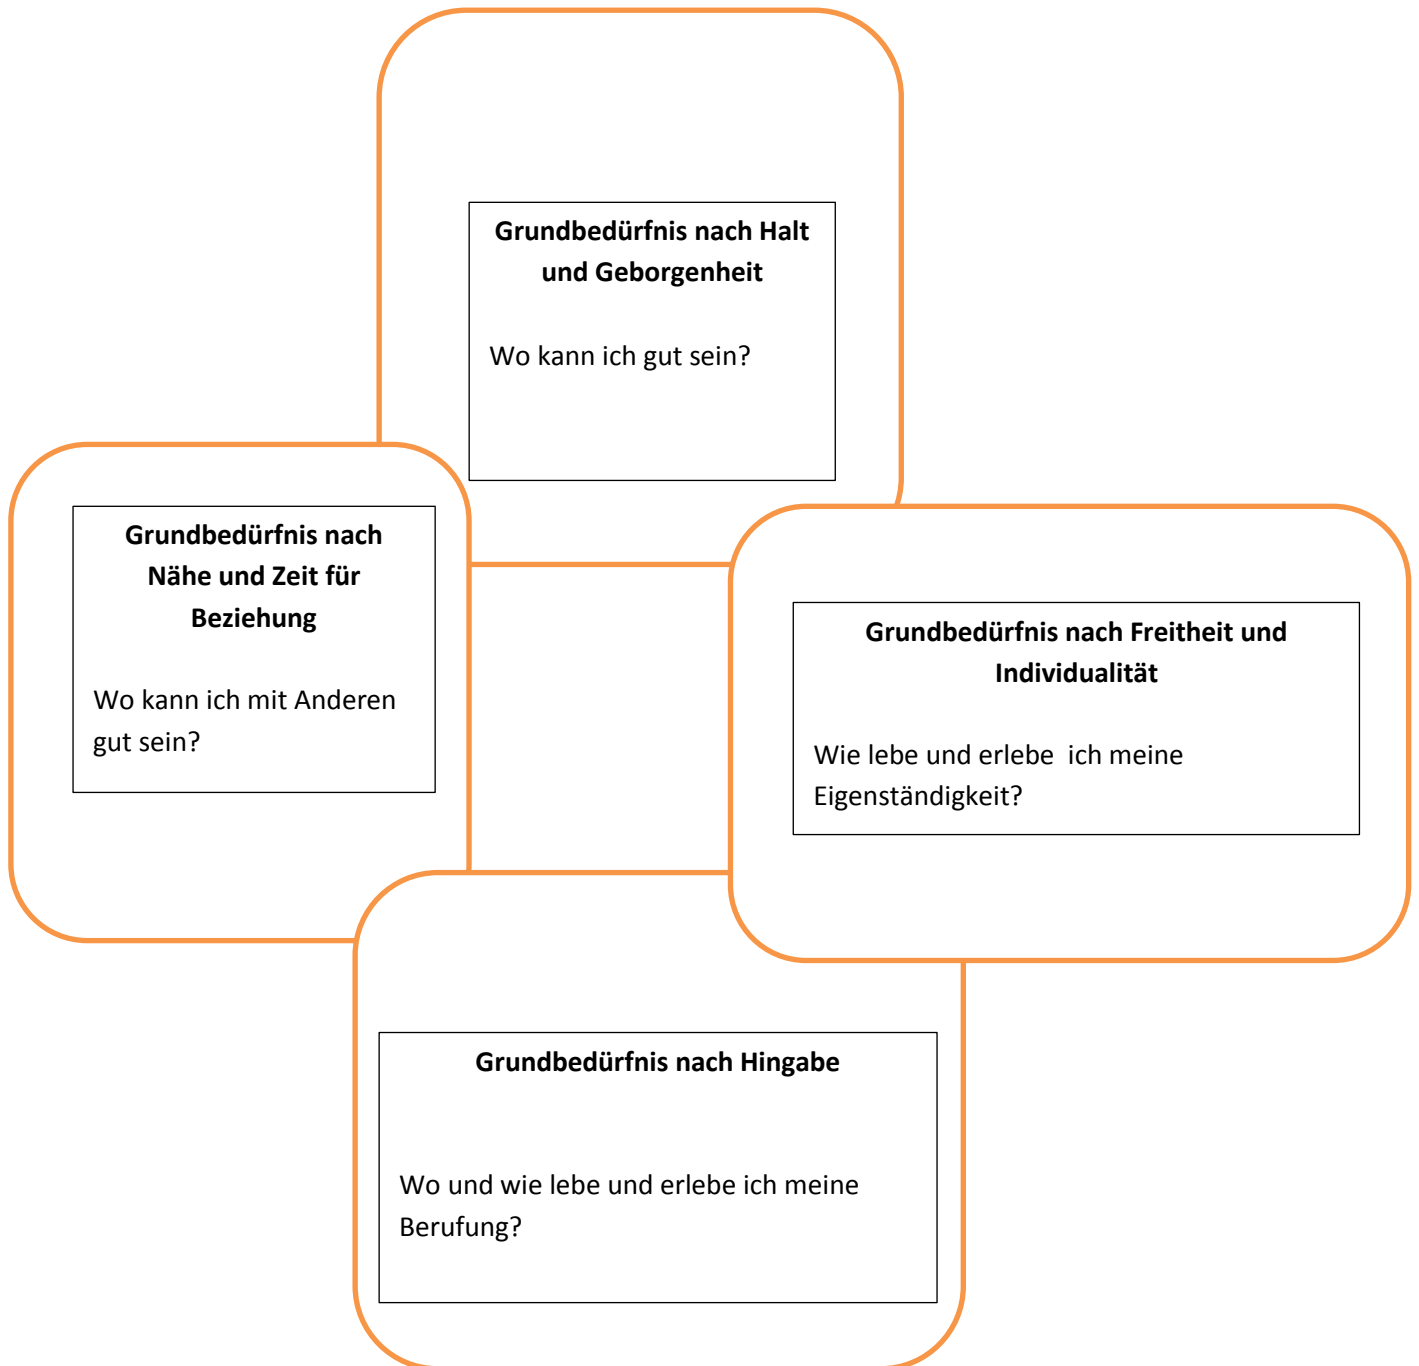 Grundbedürfnis nach Halt
und Geborgenheit
Wo kann ich gut sein?
Grundbedürfnis nach
Nähe und Zeit für
Beziehung
Wo kann ich mit Anderen
gut sein?
Grundbedürfnis nach Freitheit und
Individualität
Wie lebe und erlebe  ich meine
Eigenständigkeit?
Grundbedürfnis nach Hingabe
Wo und wie lebe und erlebe ich meine
Berufung?